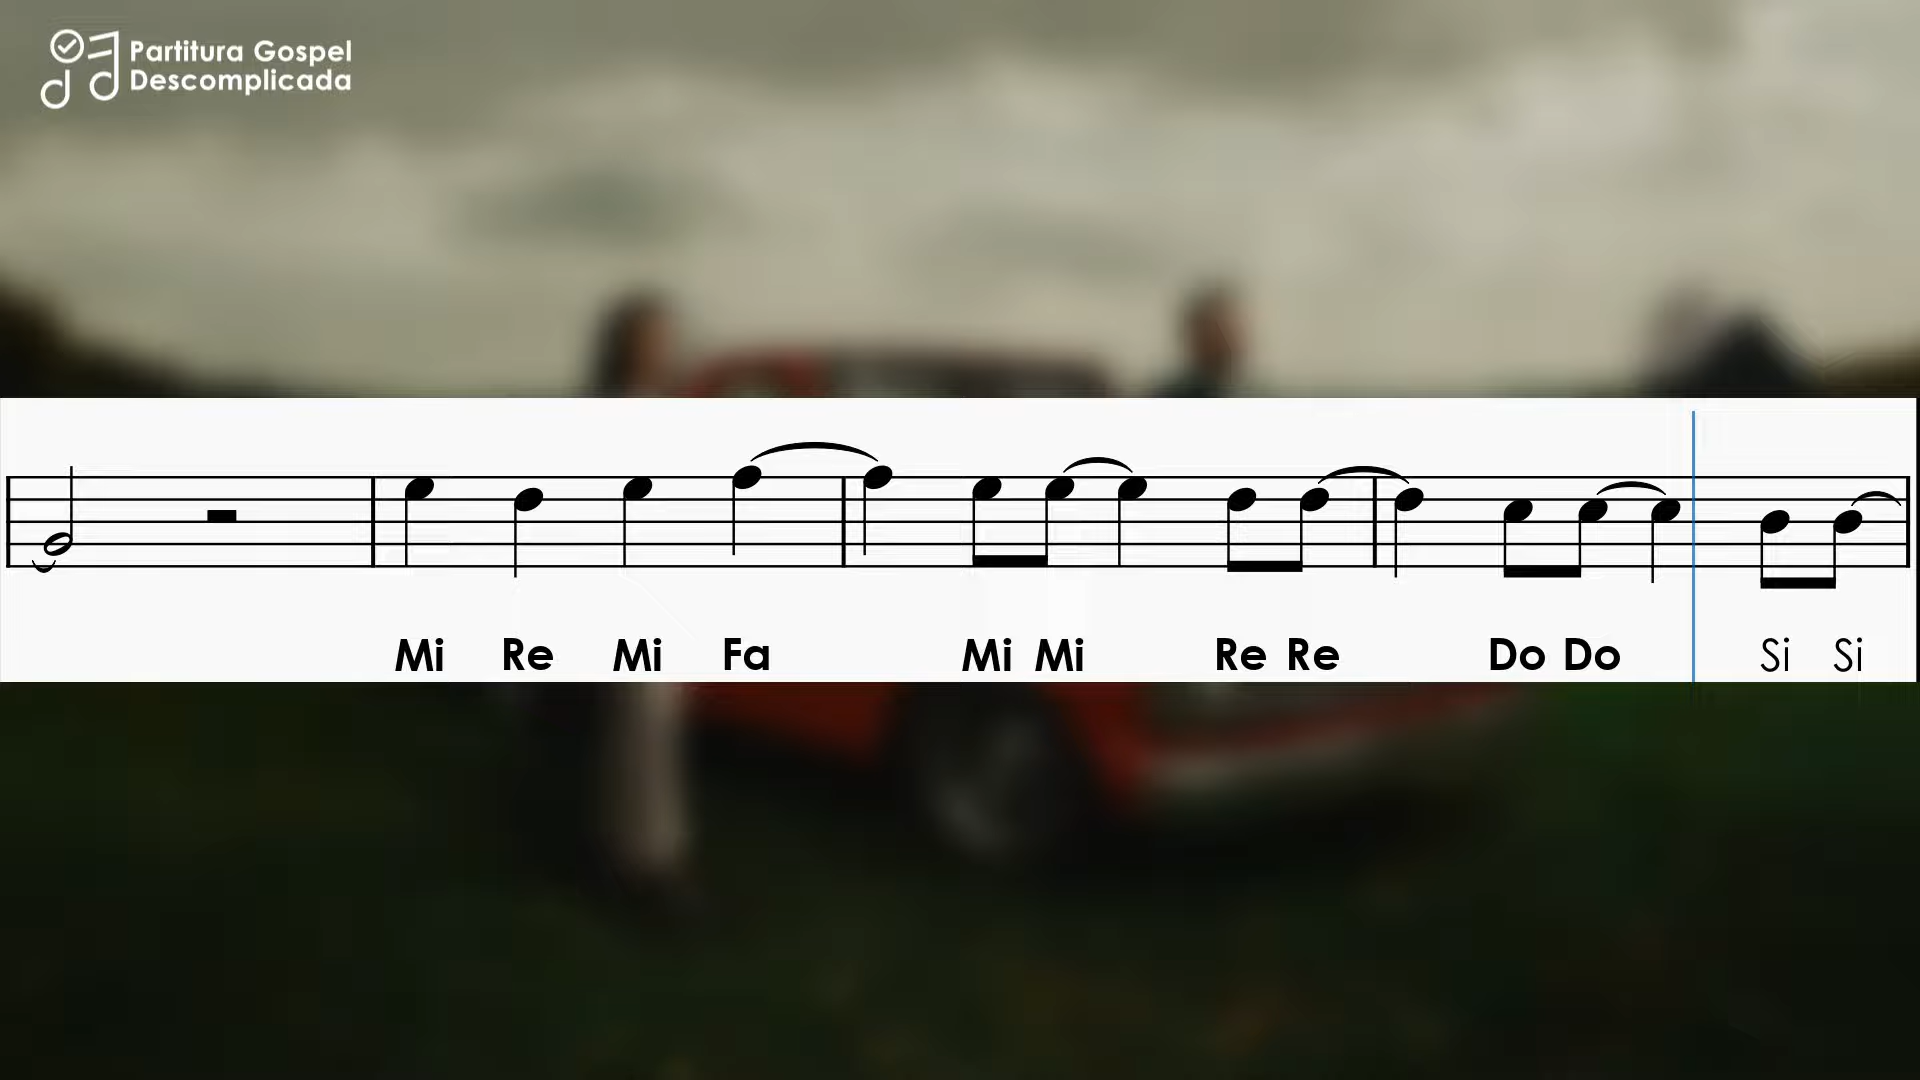 Partitura Gospel
Descomplicada
Mi Re Mi Fa Mi Mi Re Re Do Do Si Si